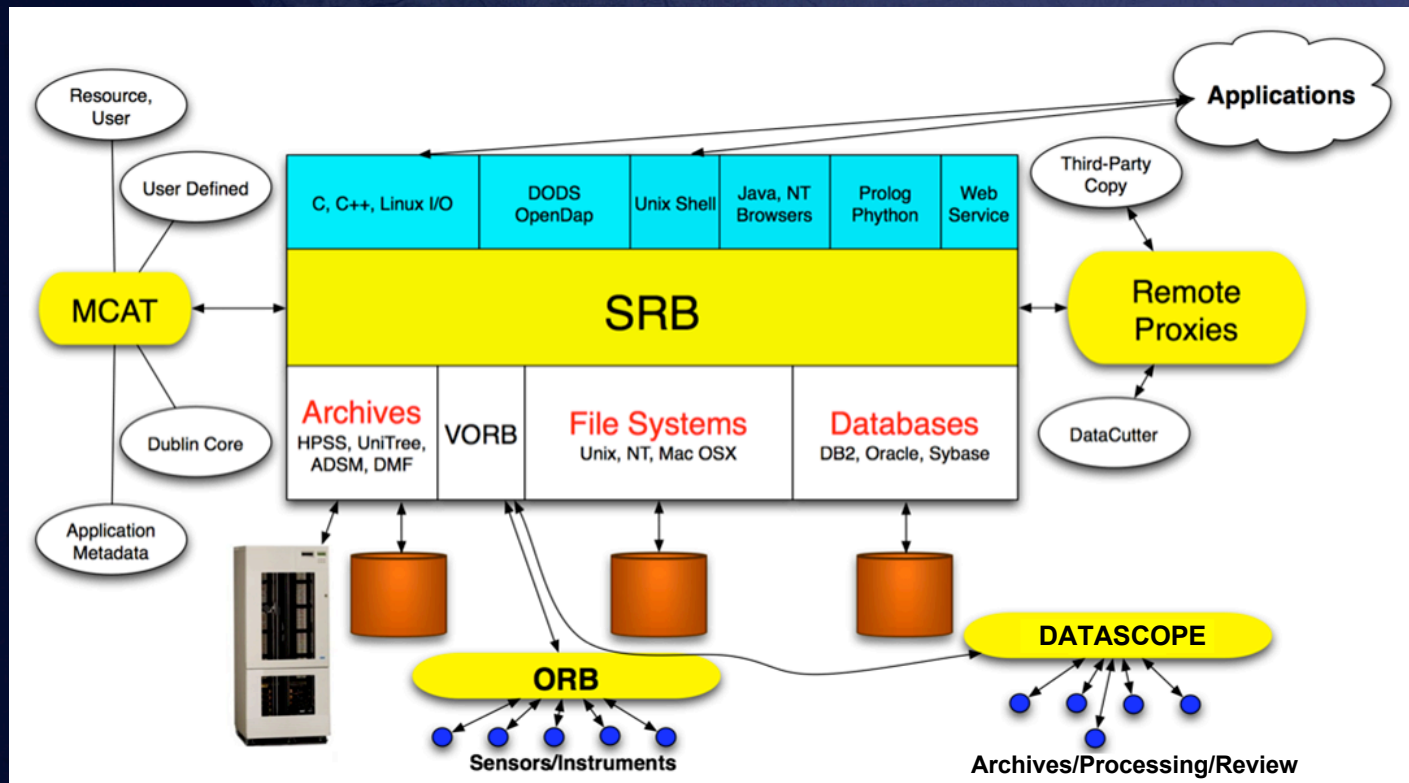 Resource,
User
Applications
User Defined
Third-Party
Copy
C, C++, Linux I/O
DODS
OpenDap
Unix Shell
Java, NT
Browsers
Prolog
Phython
Web
Service
MCAT
SRB
Remote
Proxies
Archives
HPSS, UniTree,
ADSM, DMF
VORB
File Systems
Unix, NT, Mac OSX
Databases
DB2, Oracle, Sybase
Dublin Core
DataCutter
Application
Metadata
DATASCOPE
ORB
Sensors/Instruments
Archives/Processing/Review